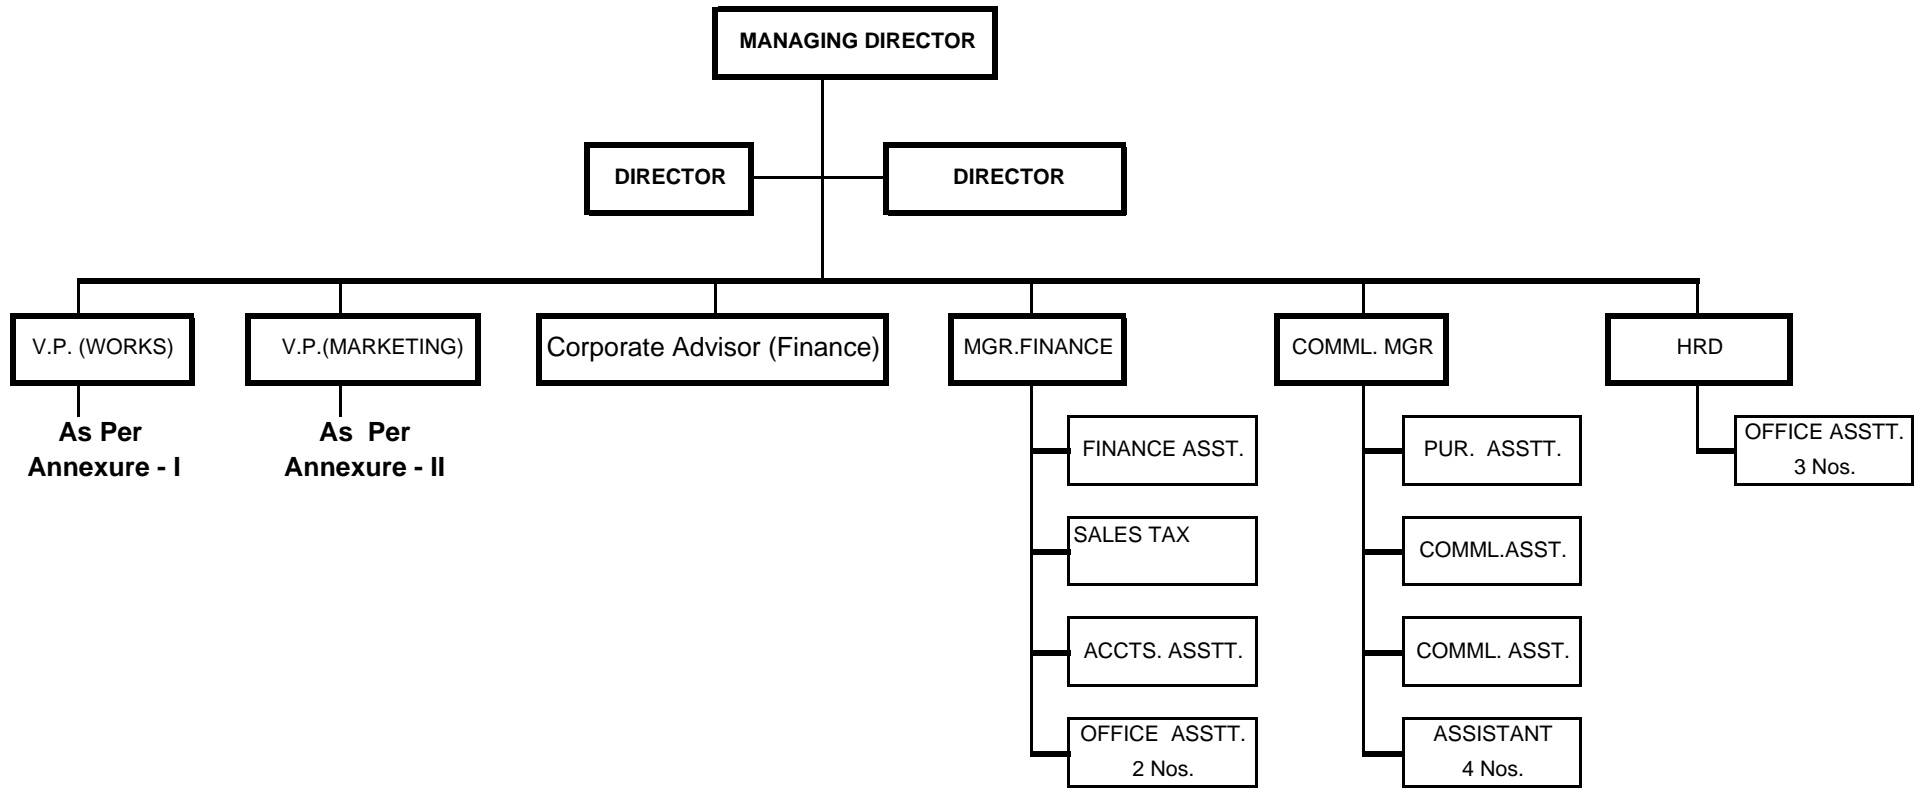 MANAGING DIRECTOR
DIRECTOR
DIRECTOR
V.P. (WORKS)
V.P.(MARKETING)
Corporate Advisor (Finance)
MGR.FINANCE
COMML. MGR
HRD
As Per
Annexure - I
As Per
Annexure - II
FINANCE ASST.
SALES TAX
ACCTS. ASSTT.
OFFICE ASSTT.
2 Nos.
PUR. ASSTT.
COMML.ASST.
COMML. ASST.
ASSISTANT
4 Nos.
OFFICE ASSTT.
3 Nos.